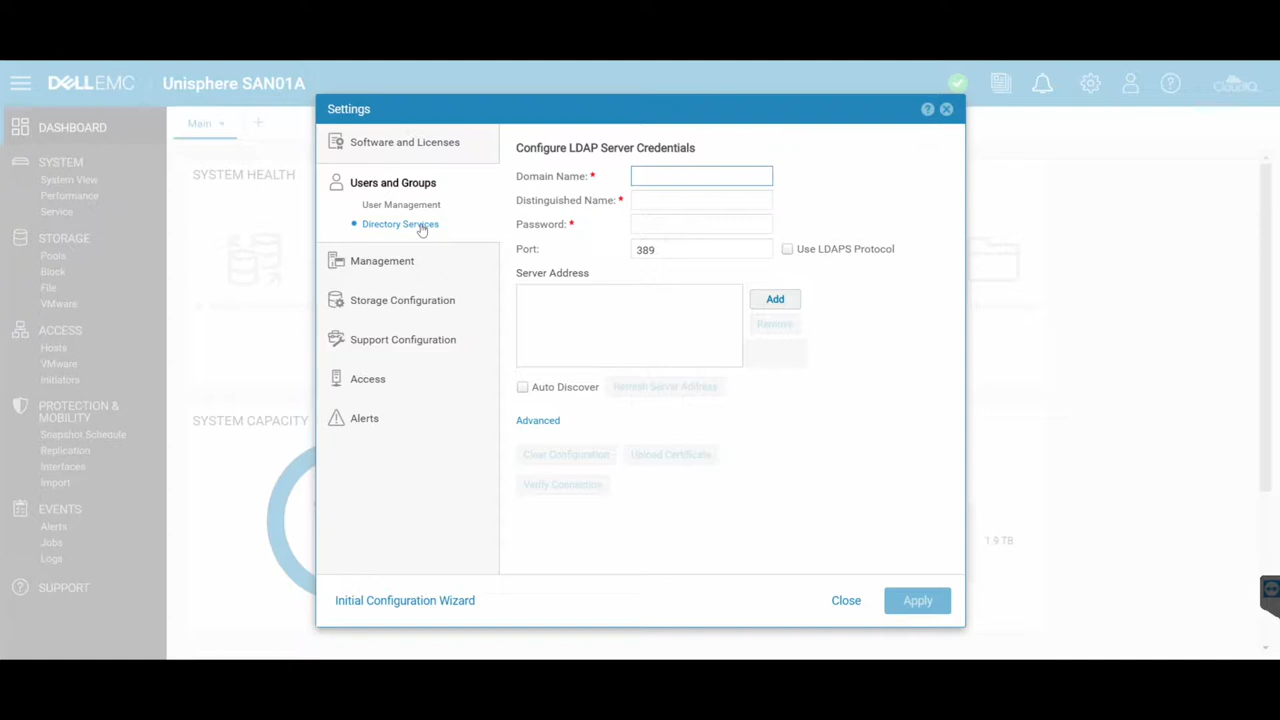 DELLEMC
Unisphere SAN01A
CloudIQ
DASHBOARD
SYSTEM
System View
Performance
Service
STORAGE
Pools
Block
File
VMware
ACCESS
Hosts
VMware
Initiators
PROTECTION &
MOBILITY
Snapshot Schedule
Replication
Interfaces
Import
EVENTS
Alerts
Jobs
Logs
SUPPORT
Main
SYSTEM HEALTH
SYSTEM CAPACITY
1.9 TB
Settings
Software and Licenses
Users and Groups
User Management
Directory Services
Management
Storage Configuration
Support Configuration
Access
Alerts
Configure LDAP Server Credentials
Domain Name: *
Distinguished Name: *
Password: *
Port: 389 Use LDAPS Protocol
Server Address
Add
Remove
Auto Discover Refresh Server Address
Advanced
Clear Configuration Upload Certificate
Verify Connection
Initial Configuration Wizard Close Apply